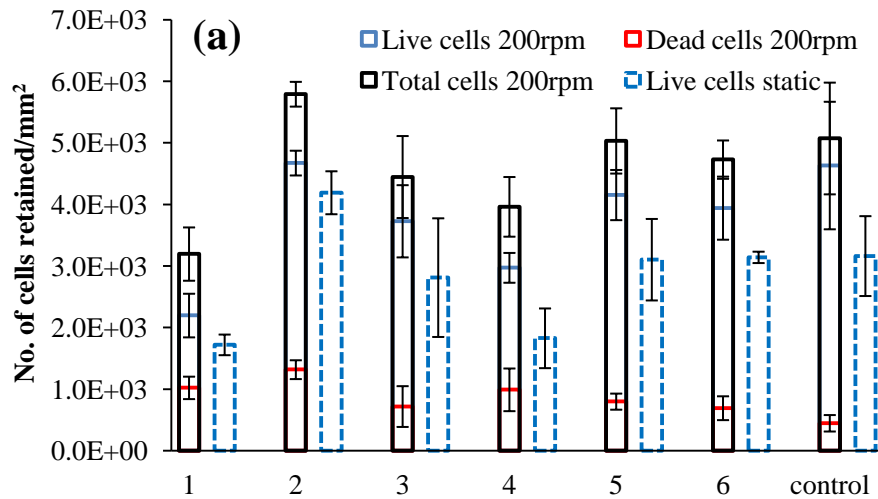 (a)
Live cells 200rpm
Dead cells 200rpm
Total cells 200rpm
Live cells static
No. of cells retained/mm²
7.0E+03
6.0E+03
5.0E+03
4.0E+03
3.0E+03
2.0E+03
1.0E+03
0.0E+00
1 2 3 4 5 6 control